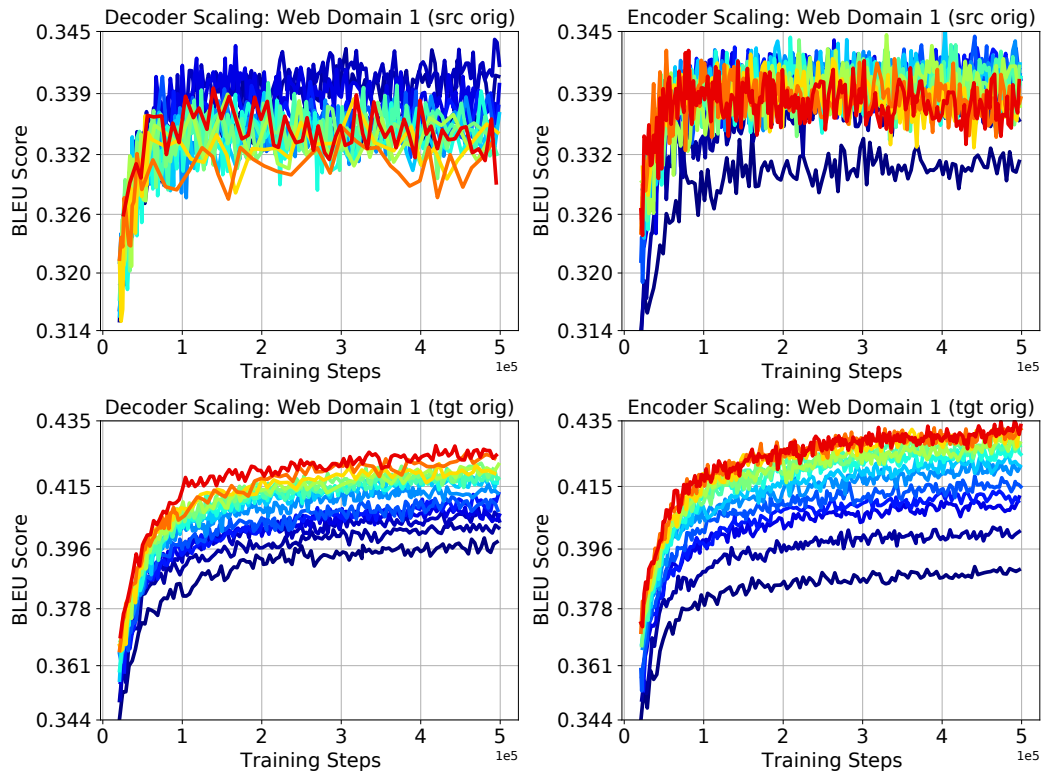 Decoder Scaling: Web Domain 1 (src orig)
BLEU Score
0.345
0.339
0.332
0.326
0.320
0.314
0 1 2 3 4 5
1e5
Training Steps
Encoder Scaling: Web Domain 1 (src orig)
BLEU Score
0.345
0.339
0.332
0.326
0.320
0.314
0 1 2 3 4 5
1e5
Training Steps
Decoder Scaling: Web Domain 1 (tgt orig)
BLEU Score
0.435
0.415
0.396
0.378
0.361
0.344
0 1 2 3 4 5
1e5
Training Steps
Encoder Scaling: Web Domain 1 (tgt orig)
BLEU Score
0.435
0.415
0.396
0.378
0.361
0.344
0 1 2 3 4 5
1e5
Training Steps